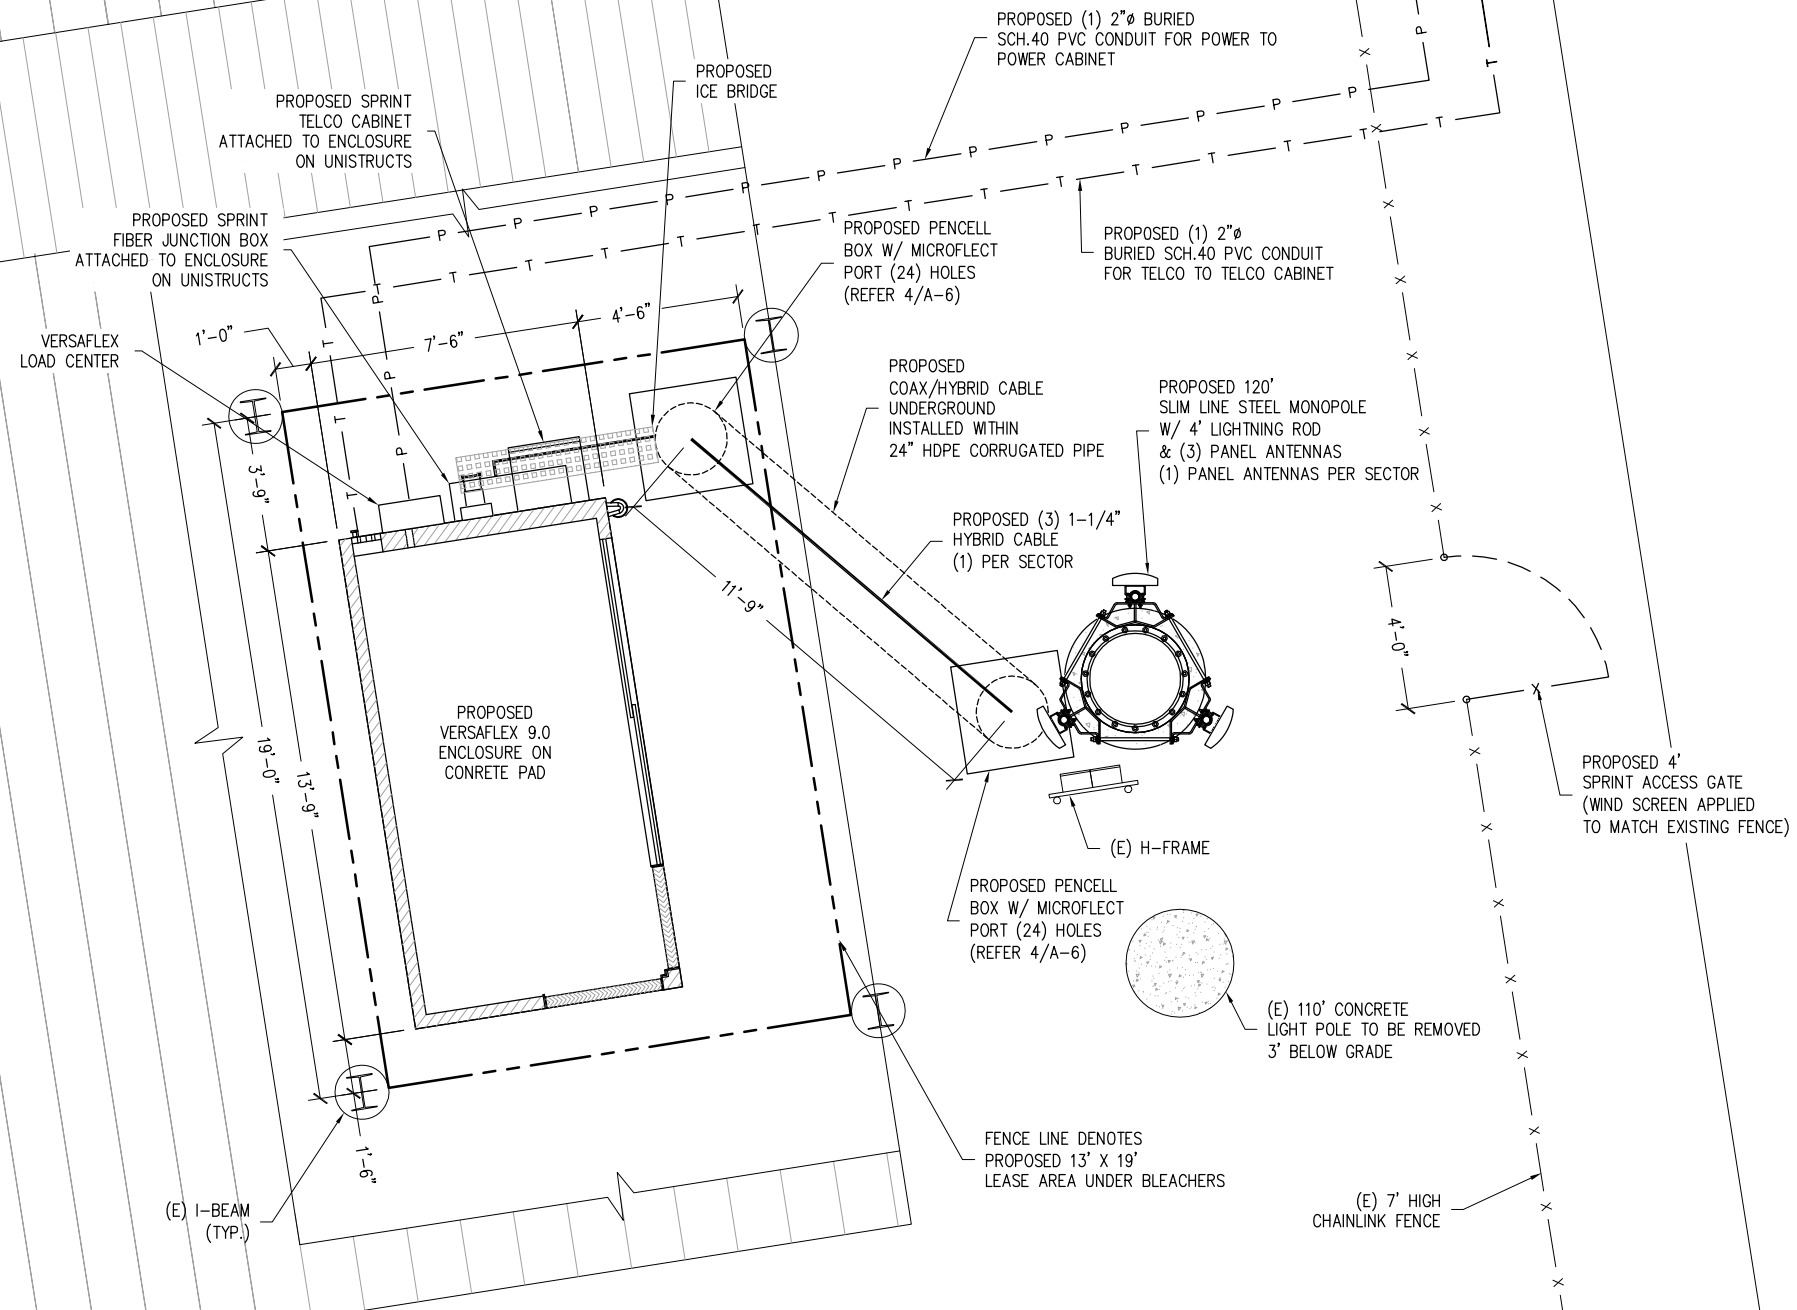 PROPOSED (1) 2"ø BURIED
SCH.40 PVC CONDUIT FOR POWER TO
POWER CABINET
PROPOSED
ICE BRIDGE
PROPOSED SPRINT
TELCO CABINET
ATTACHED TO ENCLOSURE
ON UNISTRUCTS
PROPOSED SPRINT
FIBER JUNCTION BOX
ATTACHED TO ENCLOSURE
ON UNISTRUCTS
PROPOSED PENCELL
BOX W/ MICROFLECT
PORT (24) HOLES
(REFER 4/A-6)
PROPOSED (1) 2"ø
BURIED SCH.40 PVC CONDUIT
FOR TELCO TO TELCO CABINET
VERSAFLEX
LOAD CENTER
1'-0"
7'-6"
4'-6"
PROPOSED
COAX/HYBRID CABLE
UNDERGROUND
INSTALLED WITHIN
24" HDPE CORRUGATED PIPE
PROPOSED 120'
SLIM LINE STEEL MONOPOLE
W/ 4' LIGHTNING ROD
& (3) PANEL ANTENNAS
(1) PANEL ANTENNAS PER SECTOR
3'-9"
PROPOSED (3) 1-1/4"
HYBRID CABLE
(1) PER SECTOR
11'-9"
4'-0"
PROPOSED
VERSAFLEX 9.0
ENCLOSURE ON
CONRETE PAD
19'-0"
13'-9"
PROPOSED 4'
SPRINT ACCESS GATE
(WIND SCREEN APPLIED
TO MATCH EXISTING FENCE)
(E) H-FRAME
PROPOSED PENCELL
BOX W/ MICROFLECT
PORT (24) HOLES
(REFER 4/A-6)
(E) 110' CONCRETE
LIGHT POLE TO BE REMOVED
3' BELOW GRADE
1'-6"
FENCE LINE DENOTES
PROPOSED 13' X 19'
LEASE AREA UNDER BLEACHERS
(E) I-BEAM
(TYP.)
(E) 7' HIGH
CHAINLINK FENCE
P P P P P P P P P P P P P P P P P P
T T T T T T T T T T T T T T T T T T
X X X X X X X X X X X X X X X X X